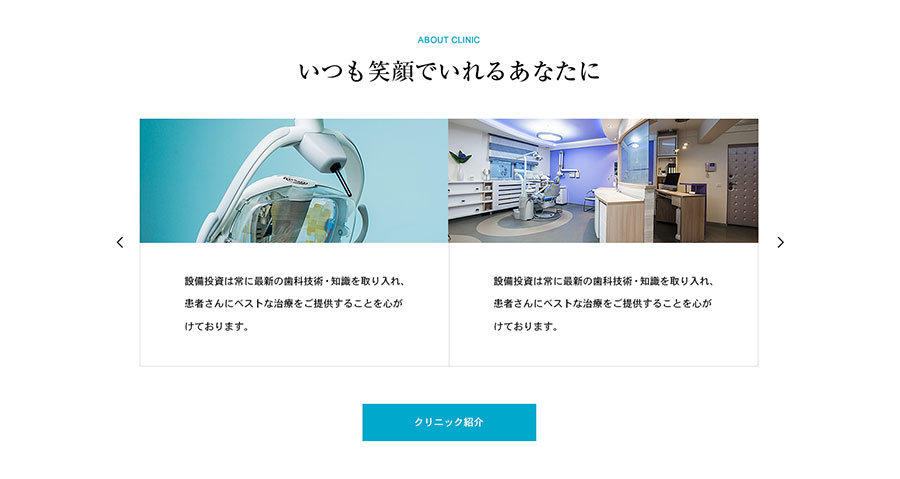 ABOUT CLINIC
いつも笑顔でいれるあなたに
設備投資は常に最新の歯科技術・知識を取り入れ、
患者さんにベストな治療をご提供することを心が
けております。
設備投資は常に最新の歯科技術・知識を取り入れ、
患者さんにベストな治療をご提供することを心が
けております。
クリニック紹介